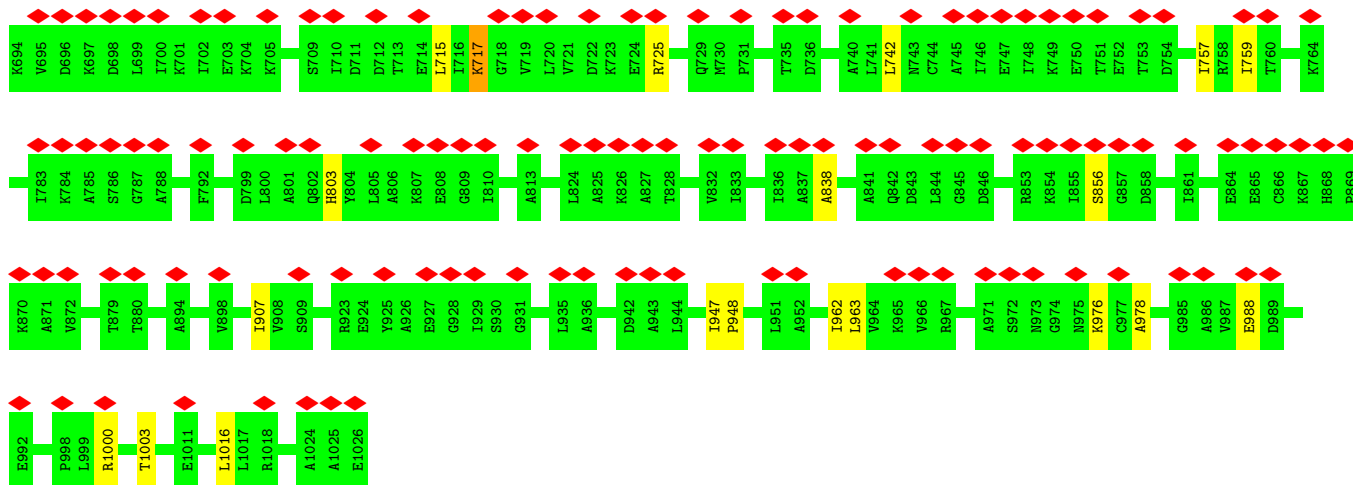 K694 V695 D696 K697 D698 L699 I700 K701 I702 E703 K704 K705 S709 I710 D711 D712 T713 E714 L715 I716 K717 G718 V719 L720 V721 D722 K723 E724 R725 Q729 M730 P731 T735 D736 A740 L741 L742 N743 C744 A745 I746 E747 I748 K749 E750 T751 E752 T753 D754 I757 R758 I759 T760 K764
I783 K784 A785 S786 G787 A788 F792 D799 L800 A801 Q802 H803 Y804 L805 A806 K807 E808 G809 I810 A813 L824 A825 K826 A827 T828 V832 I833 I836 A837 A838 A841 Q842 D843 L844 G845 D846 R853 K854 I855 S856 G857 D858 I861 E864 E865 C866 K867 H868 P869
K870 A871 V872 T879 T880 A894 V898 I907 V908 S909 R923 E924 Y925 A926 E927 G928 I929 S930 G931 L935 A936 D942 A943 L944 I947 P948 L951 A952 I962 L963 V964 K965 V966 R967 A971 S972 N973 G974 N975 K976 C977 A978 G985 A986 V987 E988 D989
E992 P998 L999 R1000 T1003 E1011 L1016 L1017 R1018 A1024 A1025 E1026